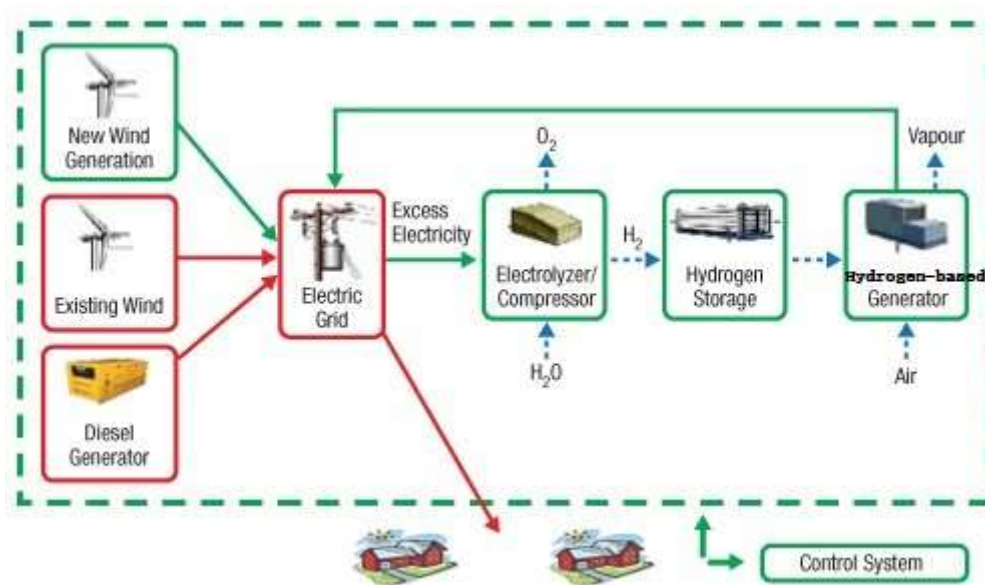 New Wind
Generation
Existing Wind
Diesel
Generator
Electric
Grid
Excess
Electricity
O₂
Electrolyzer/
Compressor
H₂O
H₂
Hydrogen
Storage
Vapour
Hydrogen-based
Generator
Air
Control System